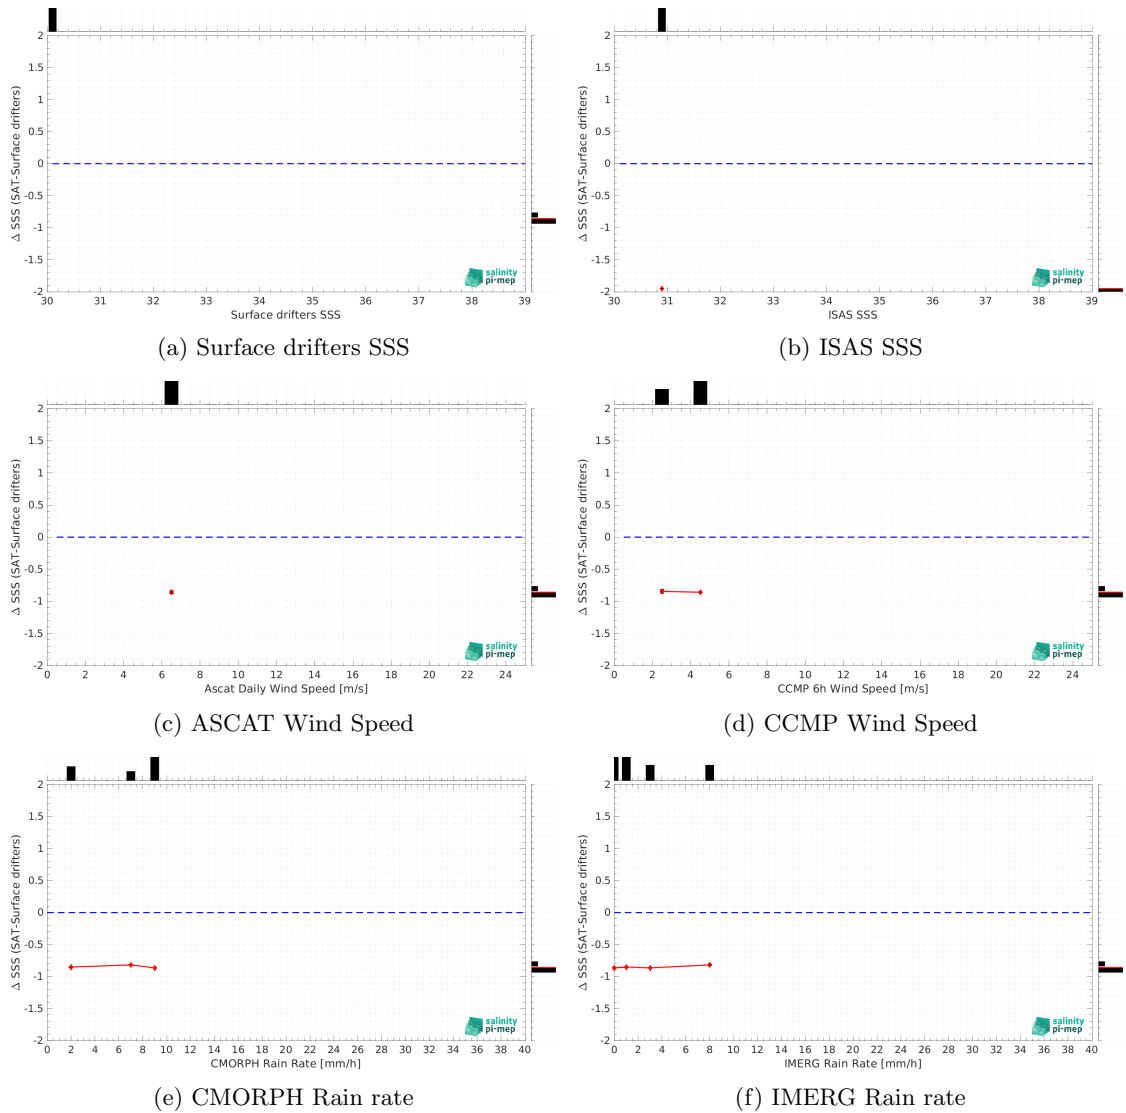 2
1.5
1
0.5
0
-0.5
-1
-1.5
-2
Δ SSS (SAT-Surface drifters)
salinity
pi-mep
30 31 32 33 34 35 36 37 38 39
Surface drifters SSS
(a) Surface drifters SSS
2
1.5
1
0.5
0
-0.5
-1
-1.5
-2
Δ SSS (SAT-Surface drifters)
salinity
pi-mep
30 31 32 33 34 35 36 37 38 39
ISAS SSS
(b) ISAS SSS
2
1.5
1
0.5
0
-0.5
-1
-1.5
-2
Δ SSS (SAT-Surface drifters)
salinity
pi-mep
0 2 4 6 8 10 12 14 16 18 20 22 24
Ascat Daily Wind Speed [m/s]
(c) ASCAT Wind Speed
2
1.5
1
0.5
0
-0.5
-1
-1.5
-2
Δ SSS (SAT-Surface drifters)
salinity
pi-mep
0 2 4 6 8 10 12 14 16 18 20 22 24
CCMP 6h Wind Speed [m/s]
(d) CCMP Wind Speed
2
1.5
1
0.5
0
-0.5
-1
-1.5
-2
Δ SSS (SAT-Surface drifters)
salinity
pi-mep
0 2 4 6 8 10 12 14 16 18 20 22 24 26 28 30 32 34 36 38 40
CMORPH Rain Rate [mm/h]
(e) CMORPH Rain rate
2
1.5
1
0.5
0
-0.5
-1
-1.5
-2
Δ SSS (SAT-Surface drifters)
salinity
pi-mep
0 2 4 6 8 10 12 14 16 18 20 22 24 26 28 30 32 34 36 38 40
IMERG Rain Rate [mm/h]
(f) IMERG Rain rate